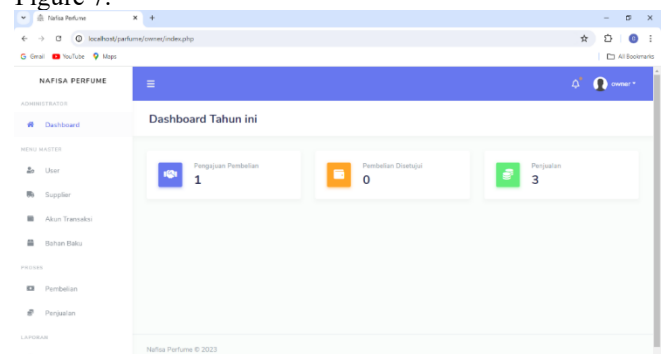 Figure 7.
Nafisa Perfume
localhost/parfume/owner/index.php
Gmail YouTube Maps
All Bookmarks
NAFISA PERFUME
owner
ADMINISTRATOR
Dashboard
Dashboard Tahun ini
MENU MASTER
User
Supplier
Akun Transaksi
Bahan Baku
Pengajuan Pembelian
1
Pembelian Disetujui
0
Penjualan
3
PROSES
Pembelian
Penjualan
LAPORAN
Nafisa Perfume © 2023